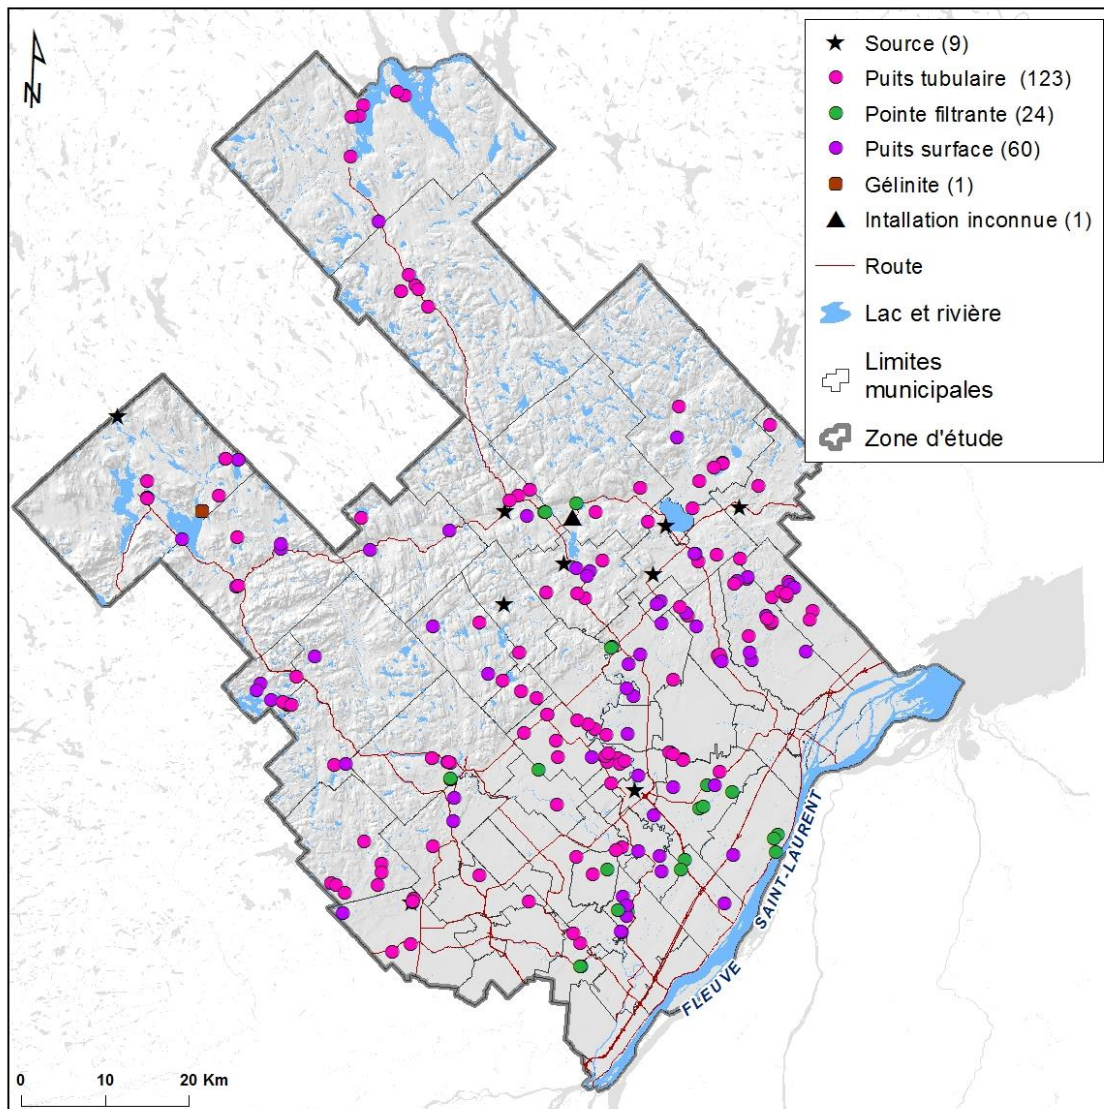 N
Source (9)
Puits tubulaire (123)
Pointe filtrante (24)
Puits surface (60)
Gélinite (1)
Intallation inconnue (1)
Route
Lac et rivière
Limites
municipales
Zone d'étude
FLEUVE SAINT-LAURENT
0 10 20 Km